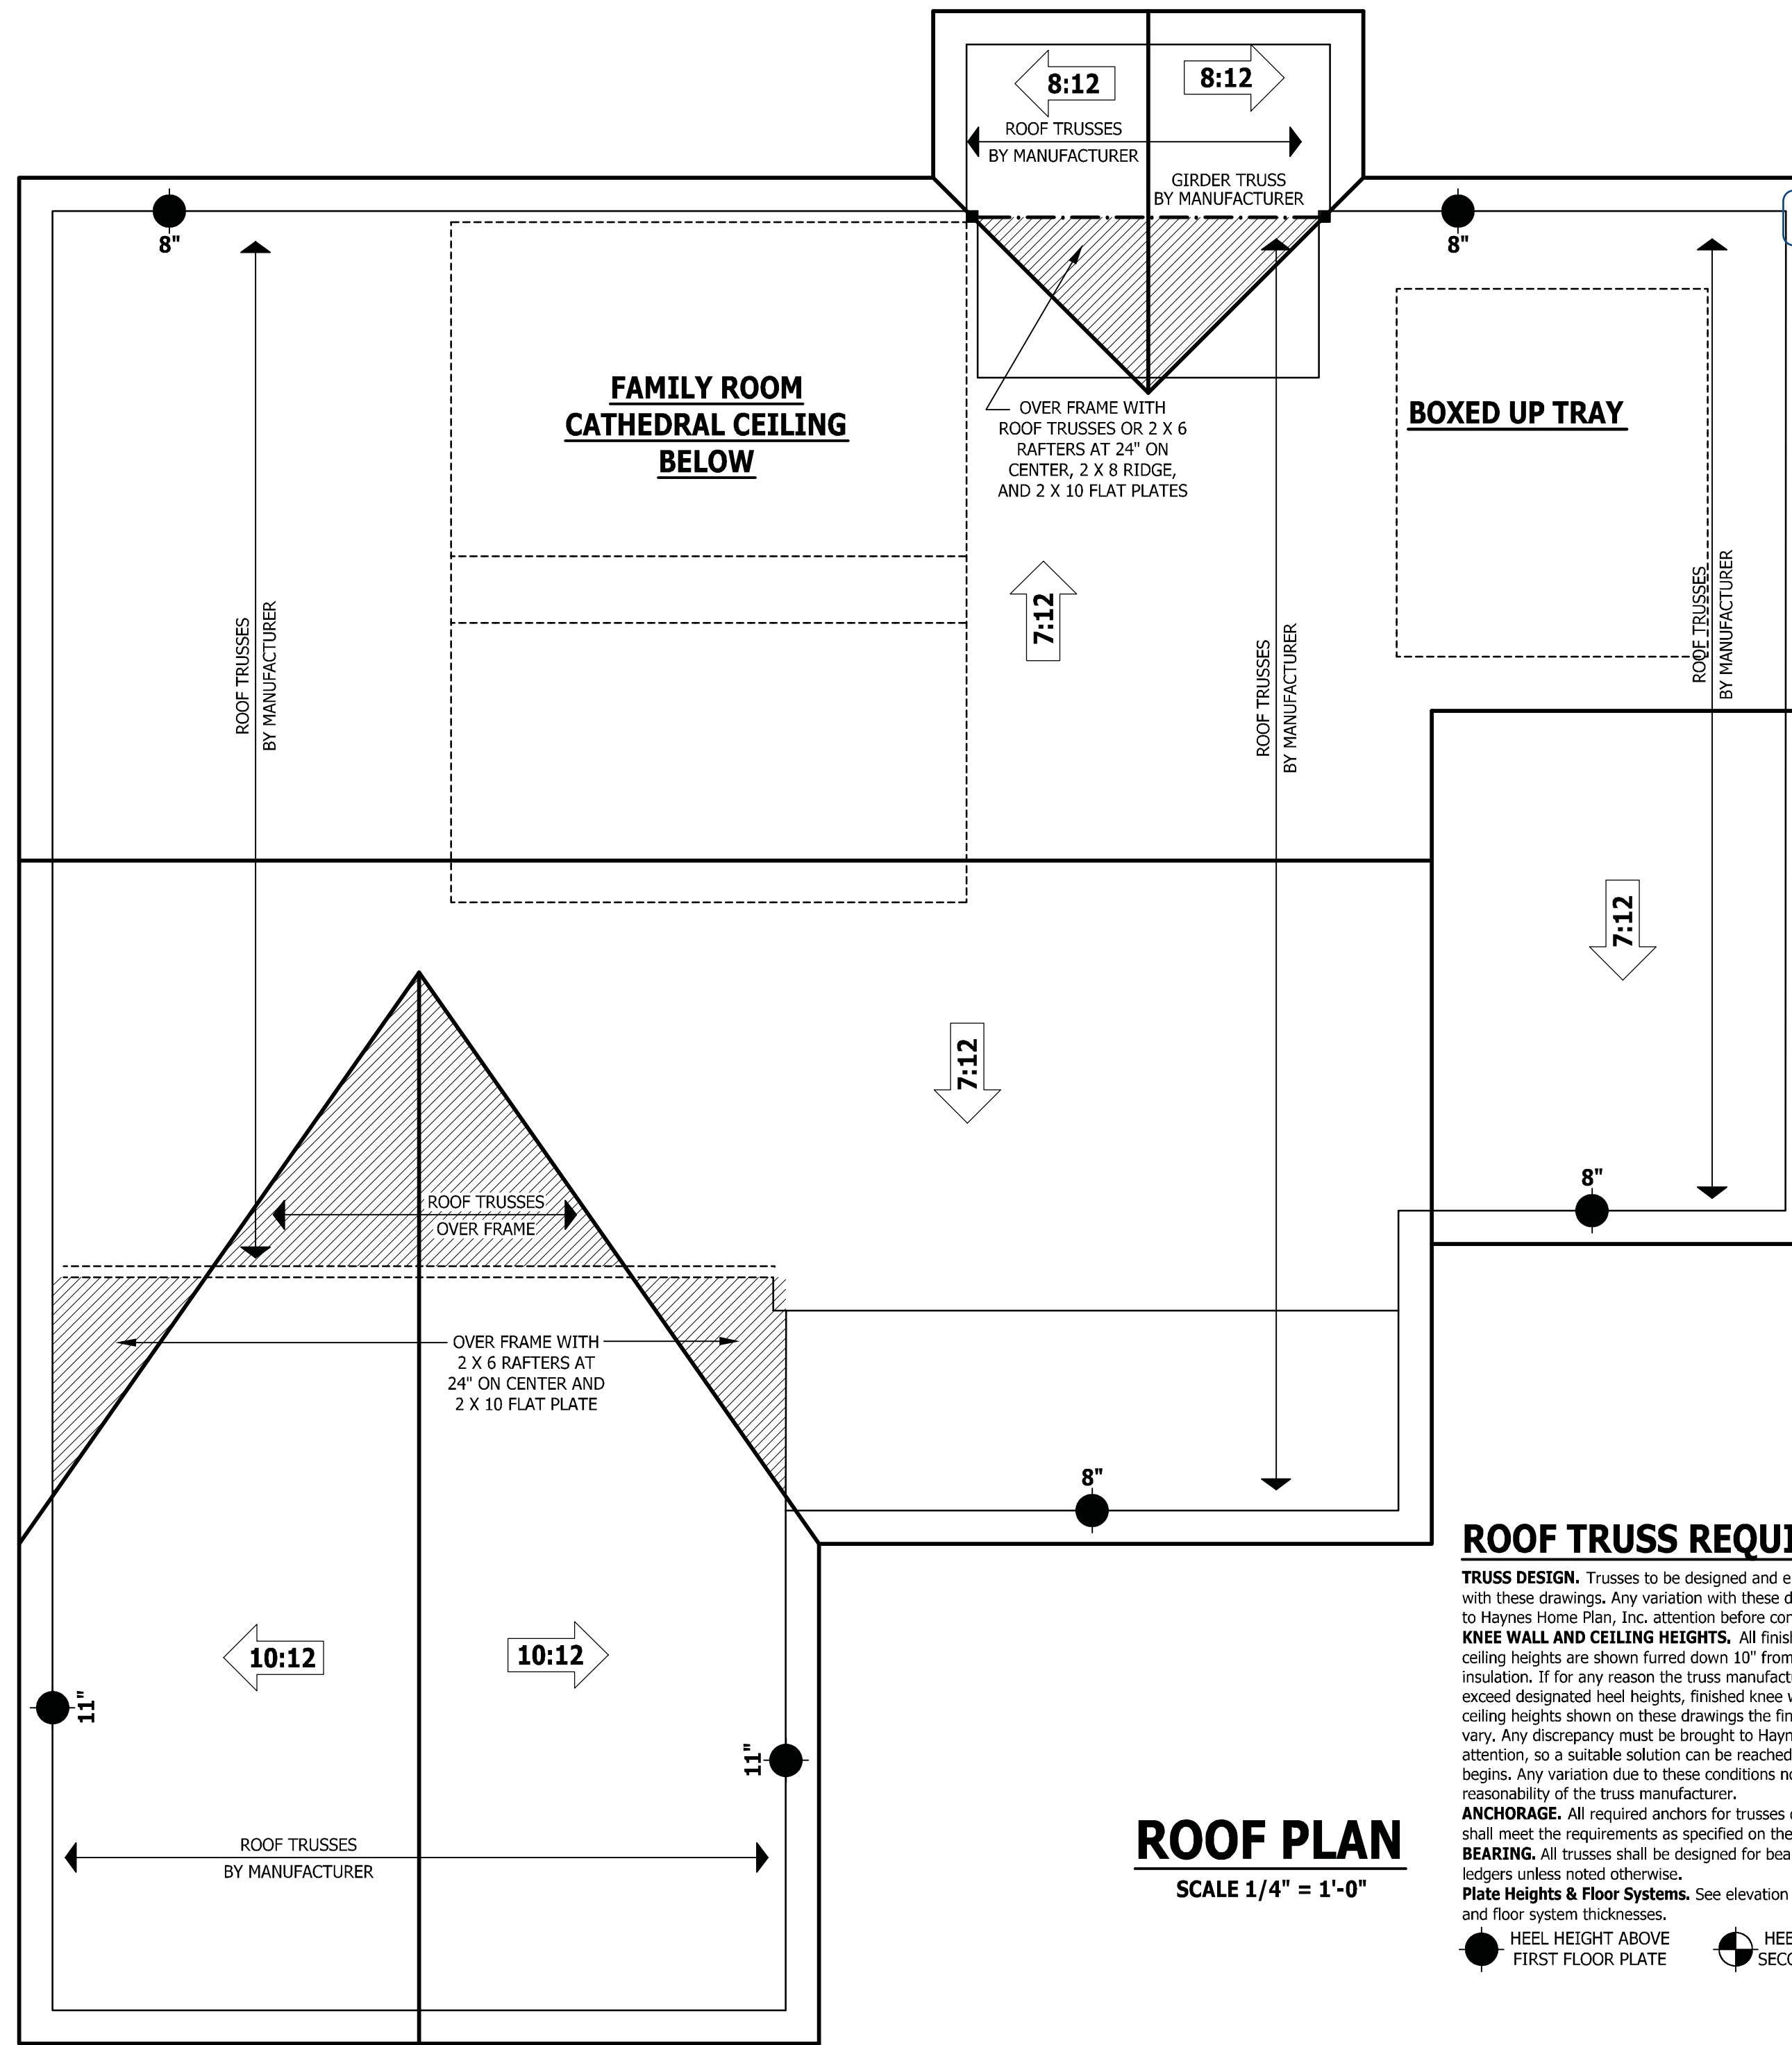 8:12
8:12
ROOF TRUSSES
BY MANUFACTURER
GIRDER TRUSS
BY MANUFACTURER
8"
8"
FAMILY ROOM
CATHEDRAL CEILING
BELOW
BOXED UP TRAY
OVER FRAME WITH
ROOF TRUSSES OR 2 X 6
RAFTERS AT 24" ON
CENTER, 2 X 8 RIDGE,
AND 2 X 10 FLAT PLATES
7:12
ROOF TRUSSES
BY MANUFACTURER
ROOF TRUSSES
BY MANUFACTURER
ROOF TRUSSES
BY MANUFACTURER
7:12
7:12
8"
ROOF TRUSSES
OVER FRAME
OVER FRAME WITH
2 X 6 RAFTERS AT
24" ON CENTER AND
2 X 10 FLAT PLATE
8"
10:12
10:12
11"
11"
ROOF TRUSSES
BY MANUFACTURER
ROOF PLAN
SCALE 1/4" = 1'-0"
ROOF TRUSS
TRUSS DESIGN. Trusses to be designed and
with these drawings. Any variation with these
to Haynes Home Plan, Inc. attention before
KNEE WALL AND CEILING HEIGHTS. All
ceiling heights are shown furred down 10" from
insulation. If for any reason the truss
exceed designated heel heights, finished knee
ceiling heights shown on these drawings the
vary. Any discrepancy must be brought to
attention, so a suitable solution can be reached
begins. Any variation due to these conditions
reasonability of the truss manufacturer.
ANCHORAGE. All required anchors for trusses
shall meet the requirements as specified on the
BEARING. All trusses shall be designed for
ledgers unless noted otherwise.
Plate Heights & Floor Systems. See elevation
and floor system thicknesses.
HEEL HEIGHT ABOVE
FIRST FLOOR PLATE